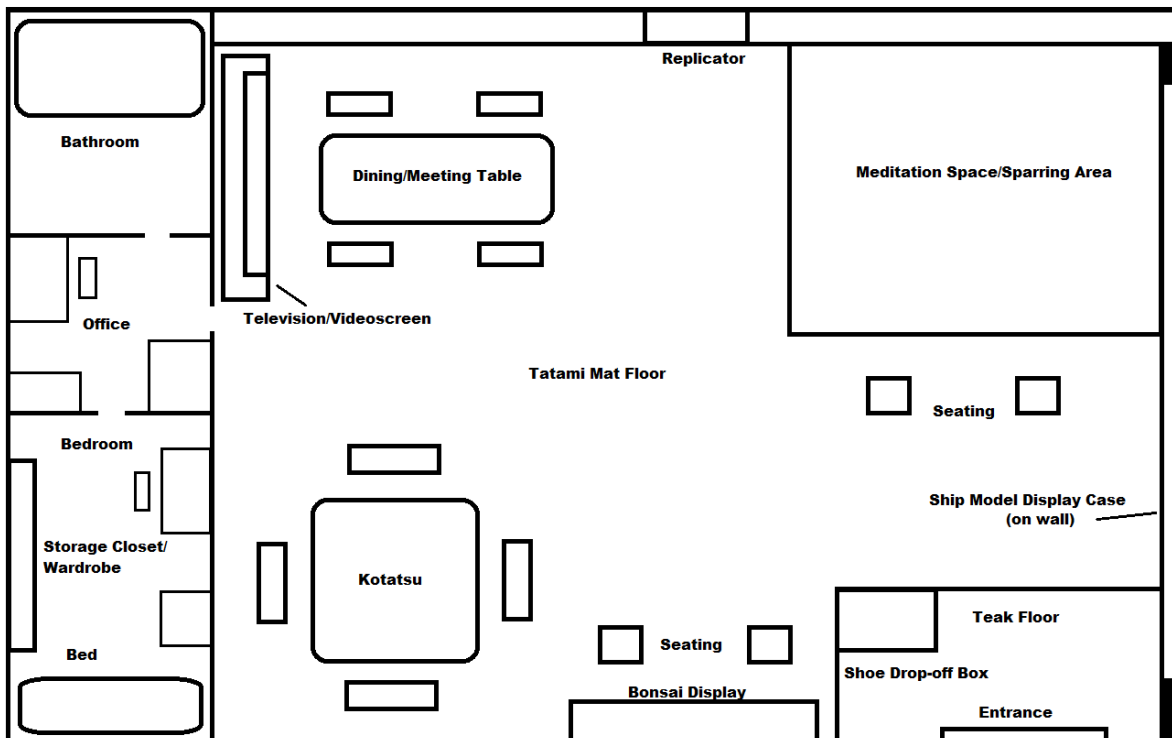 Replicator
Bathroom
Dining/Meeting Table
Meditation Space/Sparring Area
Office
Television/Videoscreen
Tatami Mat Floor
Seating
Bedroom
Ship Model Display Case
(on wall)
Storage Closet/
Wardrobe
Kotatsu
Teak Floor
Seating
Bed
Shoe Drop-off Box
Bonsai Display
Entrance